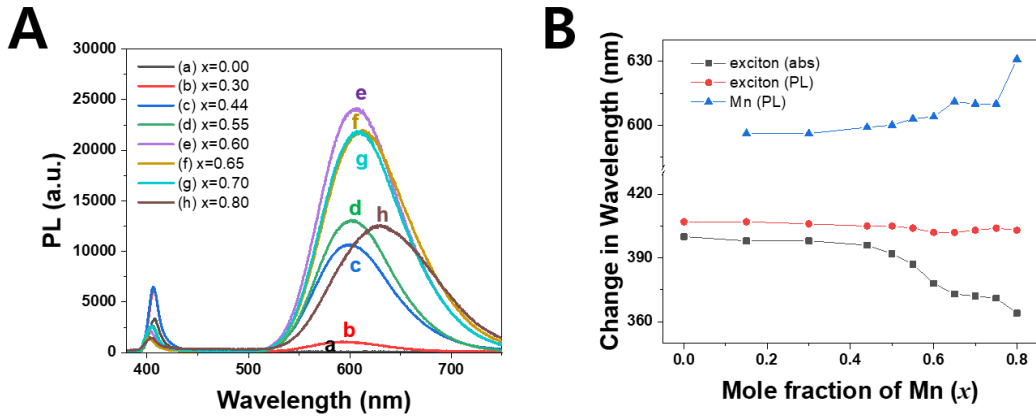 A
30000
25000
20000
15000
10000
5000
0
PL (a.u.)
(a) x=0.00
(b) x=0.30
(c) x=0.44
(d) x=0.55
(e) x=0.60
(f) x=0.65
(g) x=0.70
(h) x=0.80
e
f
g
d
h
c
b
a
400 500 600 700
Wavelength (nm)
B
630
600
420
390
360
Change in Wavelength (nm)
exciton (abs)
exciton (PL)
Mn (PL)
0.0 0.2 0.4 0.6 0.8
Mole fraction of Mn (x)